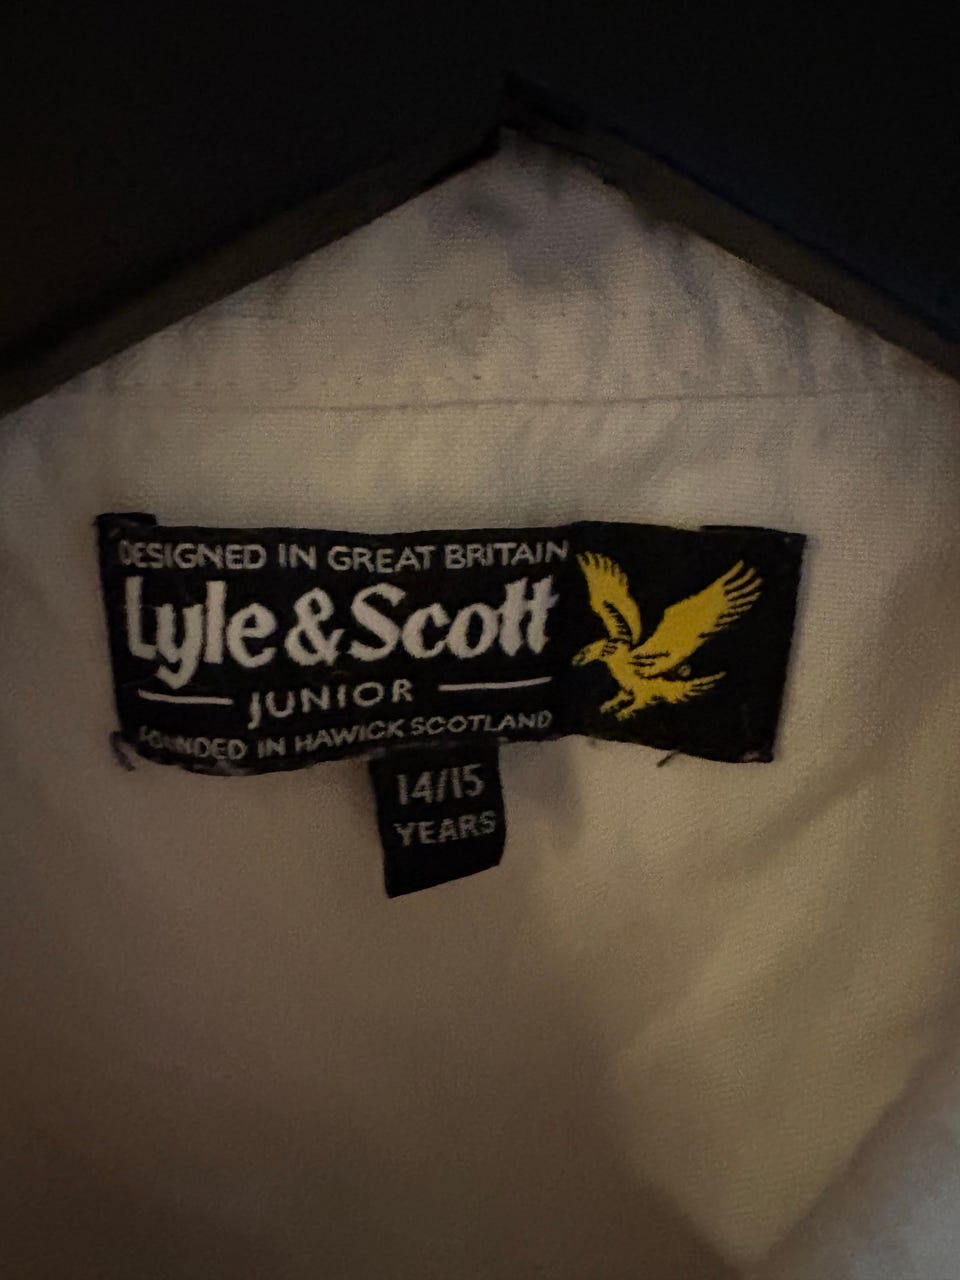 DESIGNED IN GREAT BRITAIN
Lyle & Scott
JUNIOR
FOUNDED IN HAWICK SCOTLAND
14/15
YEARS